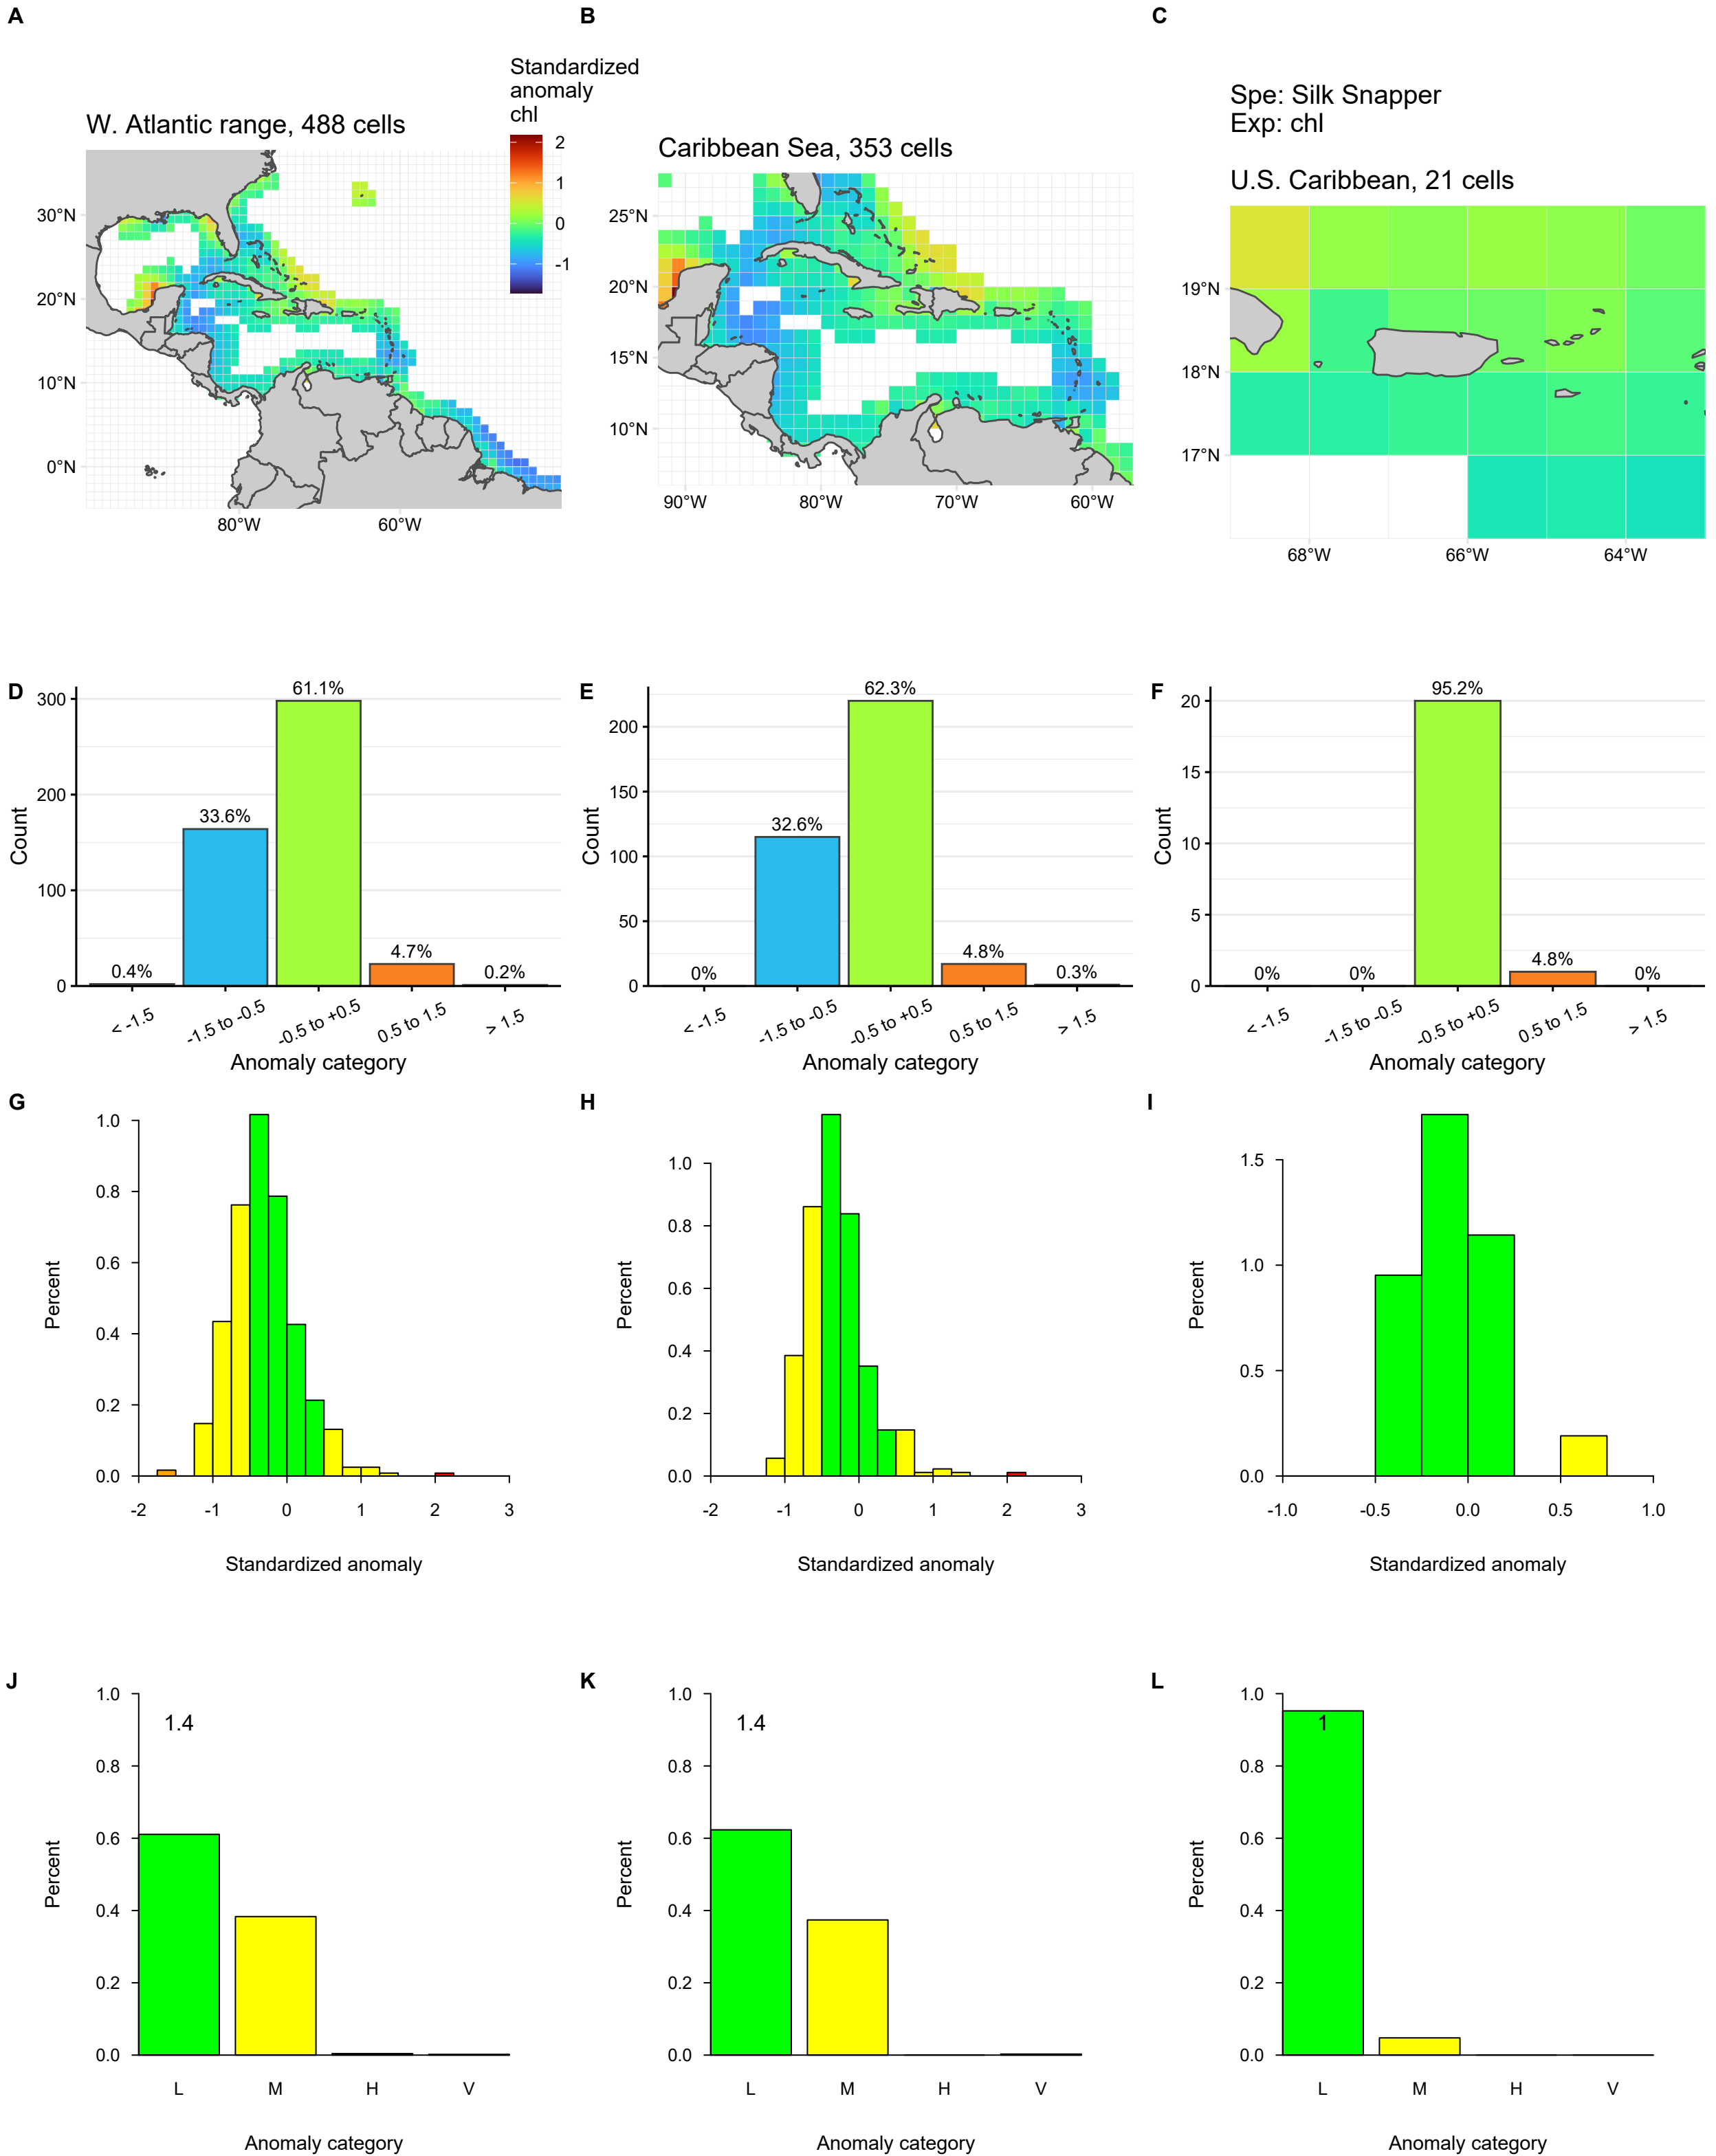 A
B
C
Standardized
anomaly
chl
2
1
0
-1
W. Atlantic range, 488 cells
30°N
20°N
10°N
0°N
80°W
60°W
Caribbean Sea, 353 cells
25°N
20°N
15°N
10°N
90°W
80°W
70°W
60°W
Spe: Silk Snapper
Exp: chl
U.S. Caribbean, 21 cells
19°N
18°N
17°N
68°W
66°W
64°W
D
Count
300
200
100
0
0.4%
33.6%
61.1%
4.7%
0.2%
< -1.5
-1.5 to -0.5
-0.5 to +0.5
0.5 to 1.5
> 1.5
Anomaly category
E
Count
200
150
100
50
0
0%
32.6%
62.3%
4.8%
0.3%
< -1.5
-1.5 to -0.5
-0.5 to +0.5
0.5 to 1.5
> 1.5
Anomaly category
F
Count
20
15
10
5
0
0%
0%
95.2%
4.8%
0%
< -1.5
-1.5 to -0.5
-0.5 to +0.5
0.5 to 1.5
> 1.5
Anomaly category
G
Percent
1.0
0.8
0.6
0.4
0.2
0.0
-2
-1
0
1
2
3
Standardized anomaly
H
Percent
1.0
0.8
0.6
0.4
0.2
0.0
-2
-1
0
1
2
3
Standardized anomaly
I
Percent
1.5
1.0
0.5
0.0
-1.0
-0.5
0.0
0.5
1.0
Standardized anomaly
J
Percent
1.0
0.8
0.6
0.4
0.2
0.0
1.4
L
M
H
V
Anomaly category
K
Percent
1.0
0.8
0.6
0.4
0.2
0.0
1.4
L
M
H
V
Anomaly category
L
Percent
1.0
0.8
0.6
0.4
0.2
0.0
1
L
M
H
V
Anomaly category